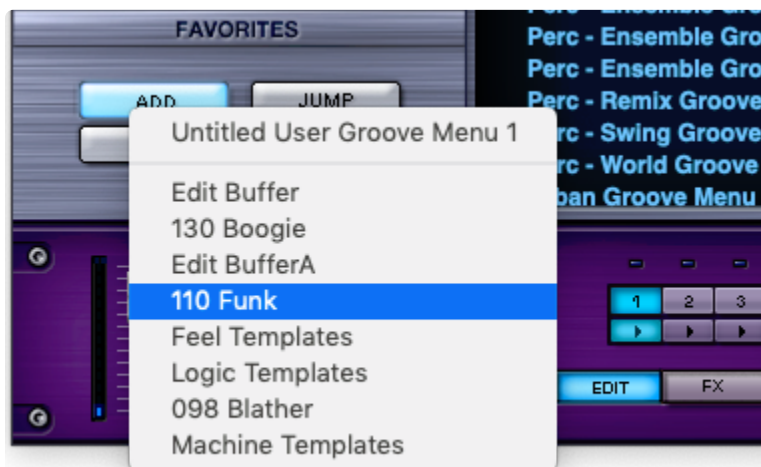 FAVORITES
ADD
JUMP
Perc - Ensemble Gro
Perc - Ensemble Gro
Perc - Remix Groove
rc - Swing Groove
rc - World Groove
ban Groove Menu
Untitled User Groove Menu 1
Edit Buffer
130 Boogie
Edit BufferA
110 Funk
Feel Templates
Logic Templates
098 Blather
Machine Templates
1 2 3
EDIT FX